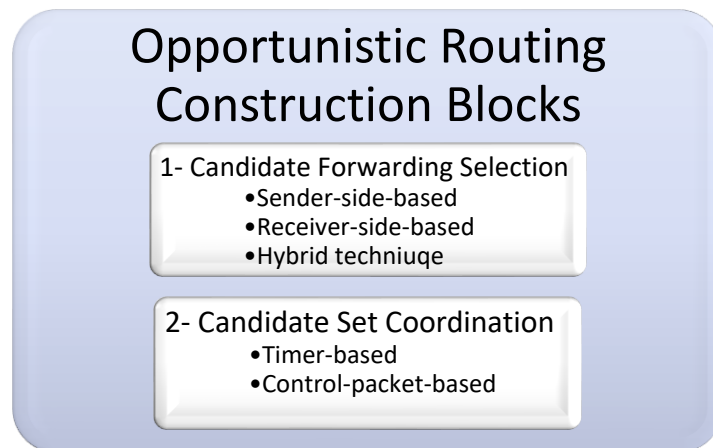 Opportunistic Routing
Construction Blocks
1- Candidate Forwarding Selection
•Sender-side-based
•Receiver-side-based
•Hybrid techniuqe
2- Candidate Set Coordination
•Timer-based
•Control-packet-based